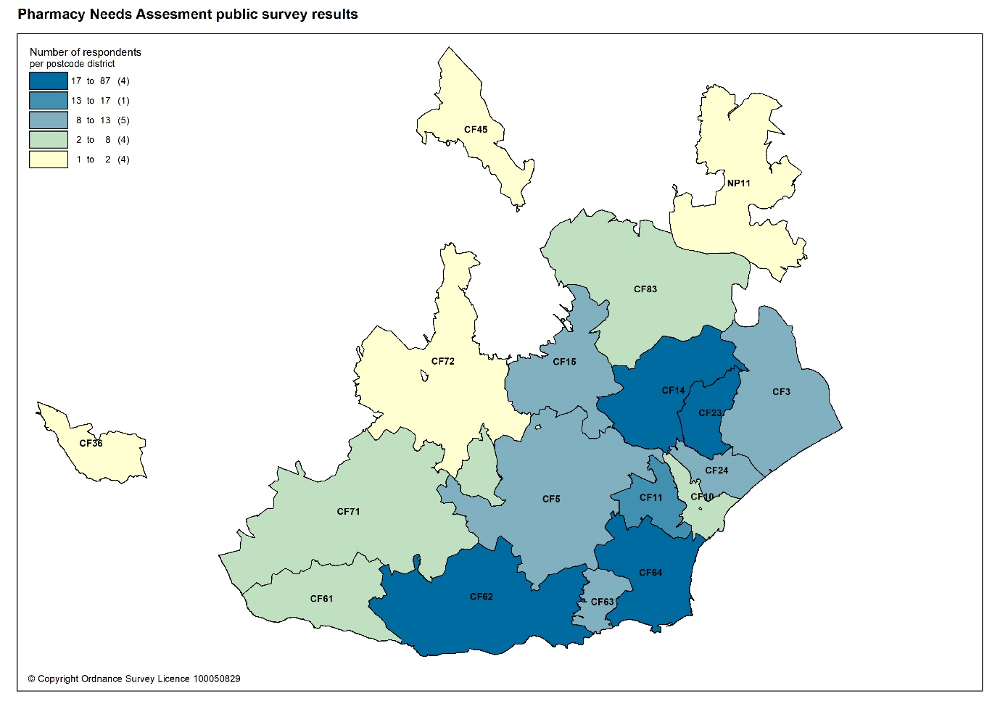 Pharmacy Needs Assesment public survey results
Number of respondents
per postcode district
17 to 87 (4)
13 to 17 (1)
8 to 13 (5)
2 to 8 (4)
1 to 2 (4)
CF45
NP11
CF83
CF72
CF15
CF14
CF3
CF23
CF36
CF24
CF10
CF11
CF5
CF71
CF64
CF62
CF61
CF63
© Copyright Ordnance Survey Licence 100050829